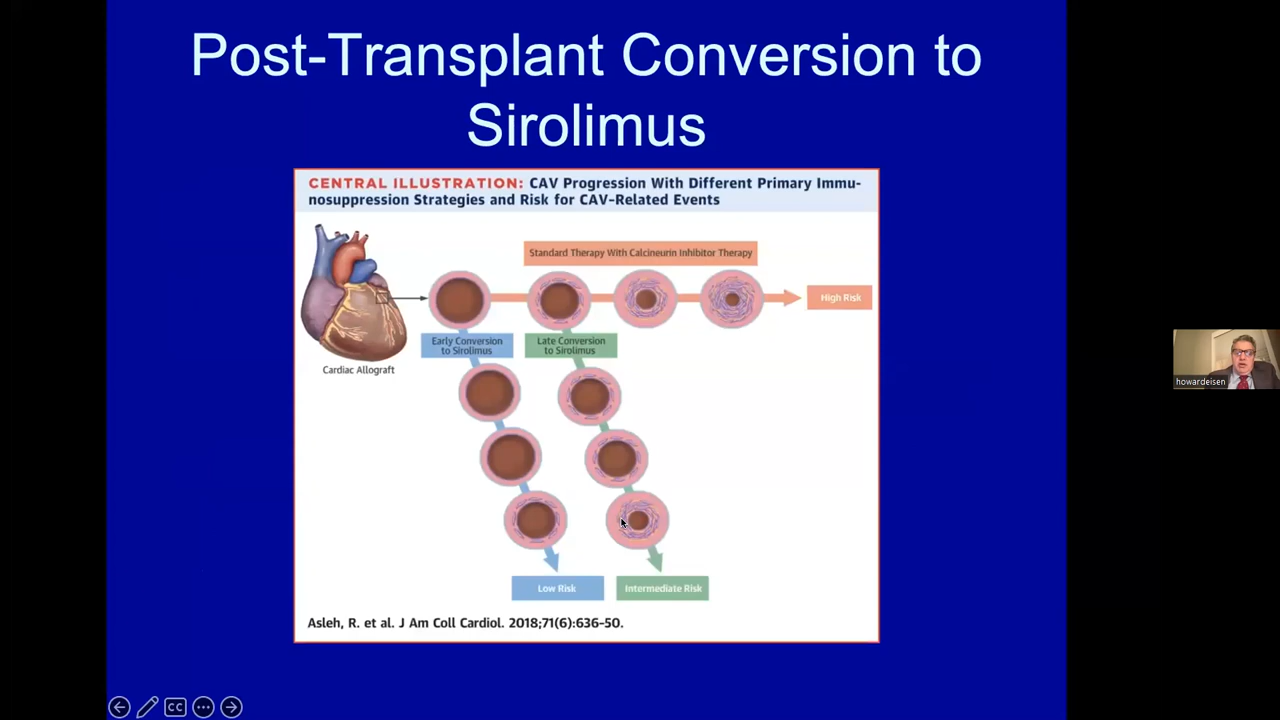 Post-Transplant Conversion to
Sirolimus
CENTRAL ILLUSTRATION: CAV Progression With Different Primary Immu-
nosuppression Strategies and Risk for CAV-Related Events
Standard Therapy With Calcineurin Inhibitor Therapy
High Risk
Early Conversion
to Sirolimus
Late Conversion
to Sirolimus
Cardiac Allograft
howardeisen
Low Risk
Intermediate Risk
Asleh, R. et al. J Am Coll Cardiol. 2018;71(6):636-50.
CC